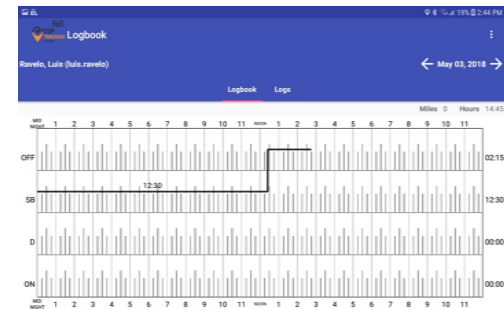 19% 2:44 PM
HoS
TOP
TRACKING Logbook
Ravelo, Luis (luis.ravelo)
← May 03, 2018 →
Logbook Logs
Miles 0 Hours 14:45
MID NIGHT 1 2 3 4 5 6 7 8 9 10 11 NOON 1 2 3 4 5 6 7 8 9 10 11
OFF 02:15
12:30
SB 12:30
D 00:00
ON 00:00
MID NIGHT 1 2 3 4 5 6 7 8 9 10 11 NOON 1 2 3 4 5 6 7 8 9 10 11